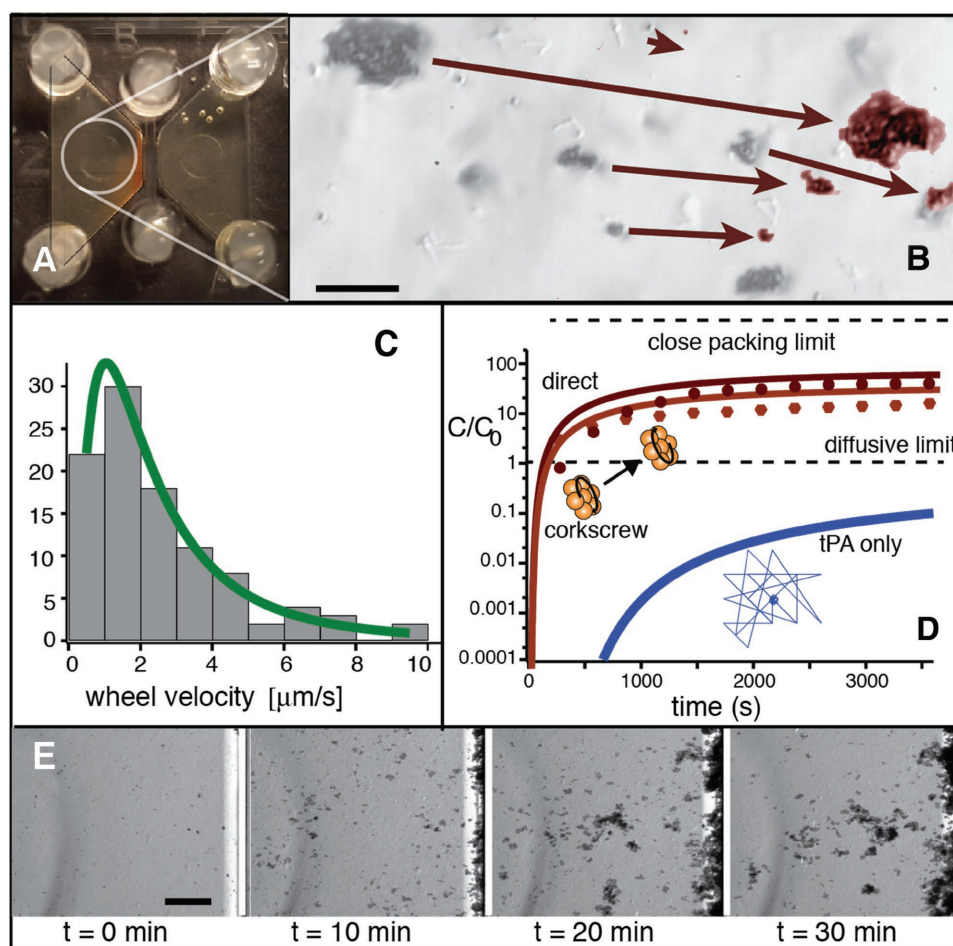 A
B
B
C
30
25
20
15
10
5
0
0 2 4 6 8 10
wheel velocity [μm/s]
close packing limit
direct
100
10
C/C0
1
0.1
0.01
0.001
0.0001
diffusive limit
corkscrew
tPA only
D
0 1000 2000 3000
time (s)
E
t = 0 min
t = 10 min
t = 20 min
t = 30 min